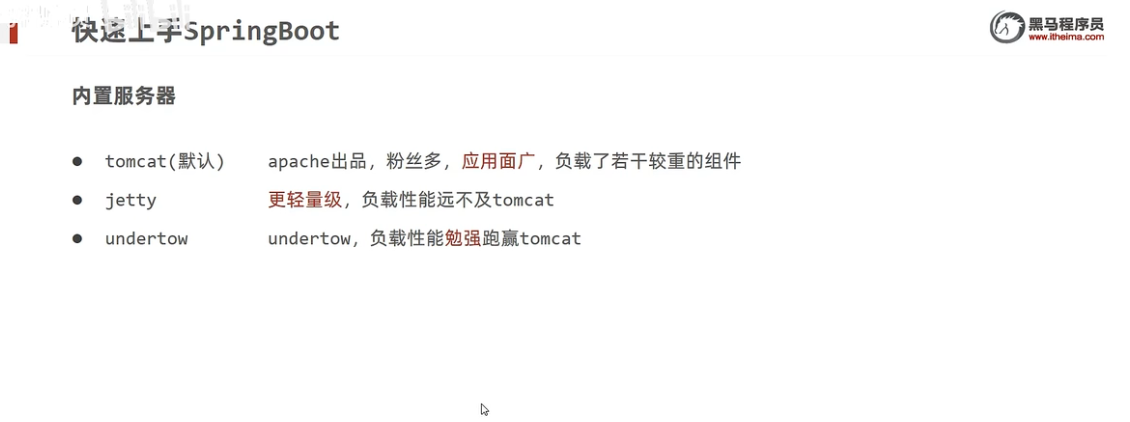 快速上手SpringBoot
黑马程序员
www.itheima.com
内置服务器
● tomcat(默认) apache出品，粉丝多，应用面广，负载了若干较重的组件
● jetty 更轻量级，负载性能远不及tomcat
● undertow undertow，负载性能勉强跑赢tomcat